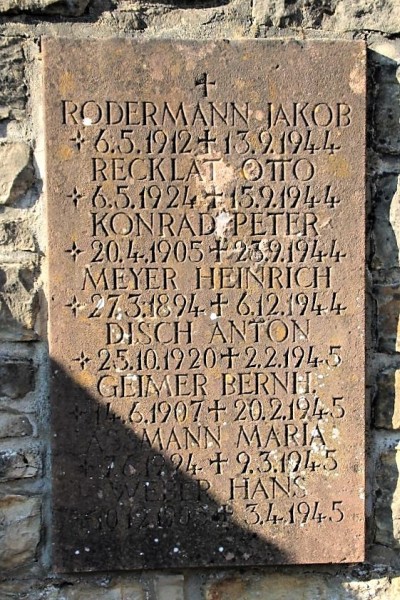 RODERMANN JAKOB
* 6.5.1912 ✝ 13.9.1944
RECKLAT OTTO
* 6.5.1924 ✝ 15.9.1944
KONRAD PETER
* 20.4.1905 ✝ 23.9.1944
MEYER HEINRICH
* 27.3.1894 ✝ 6.12.1944
DISCH ANTON
* 25.10.1920 ✝ 2.2.1945
GEIMER BERNH.
* 14.6.1907 ✝ 20.2.1945
ASSMANN MARIA
✝ 9.3.1945
WEBER HANS
✝ 3.4.1945